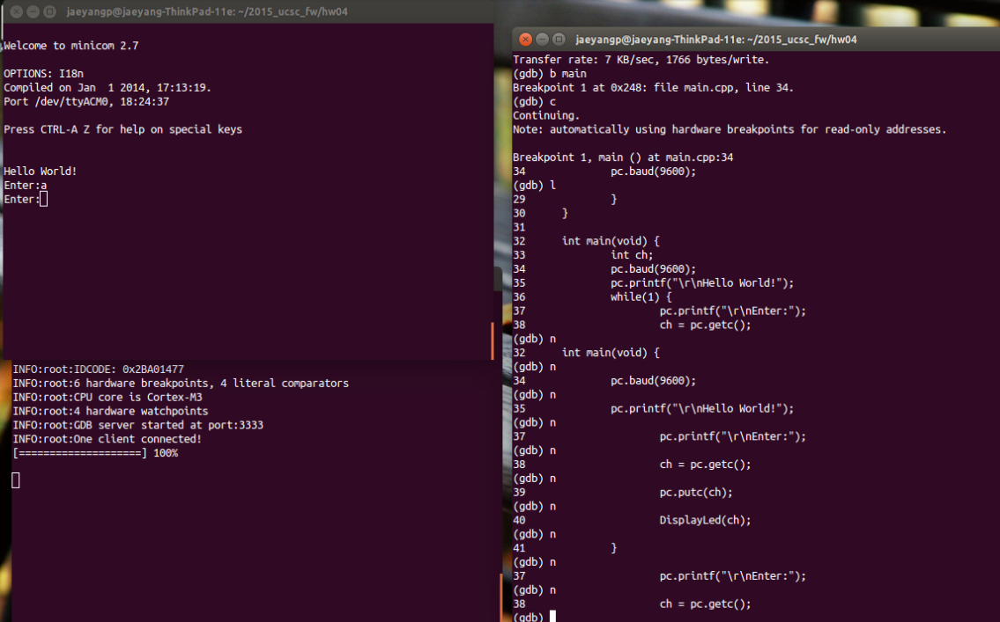 jaeyangp@jaeyang-ThinkPad-11e: ~/2015_ucsc_fw/hw04
Welcome to minicom 2.7
OPTIONS: I18n
Compiled on Jan  1 2014, 17:13:19.
Port /dev/ttyACM0, 18:24:37
Press CTRL-A Z for help on special keys
Hello World!
Enter:a
Enter:
INFO:root:IDCODE: 0x2BA01477
INFO:root:6 hardware breakpoints, 4 literal comparators
INFO:root:CPU core is Cortex-M3
INFO:root:4 hardware watchpoints
INFO:root:GDB server started at port:3333
INFO:root:One client connected!
[====================] 100%
jaeyangp@jaeyang-ThinkPad-11e: ~/2015_ucsc_fw/hw04
Transfer rate: 7 KB/sec, 1766 bytes/write.
(gdb) b main
Breakpoint 1 at 0x248: file main.cpp, line 34.
(gdb) c
Continuing.
Note: automatically using hardware breakpoints for read-only addresses.
Breakpoint 1, main () at main.cpp:34
34              pc.baud(9600);
(gdb) l
29              }
30      }
31
32      int main(void) {
33              int ch;
34              pc.baud(9600);
35              pc.printf("\r\nHello World!");
36              while(1) {
37                      pc.printf("\r\nEnter:");
38                      ch = pc.getc();
(gdb) n
32      int main(void) {
(gdb) n
34              pc.baud(9600);
(gdb) n
35              pc.printf("\r\nHello World!");
(gdb) n
37                      pc.printf("\r\nEnter:");
(gdb) n
38                      ch = pc.getc();
(gdb) n
39                      pc.putc(ch);
(gdb) n
40                      DisplayLed(ch);
(gdb) n
41              }
(gdb) n
37                      pc.printf("\r\nEnter:");
(gdb) n
38                      ch = pc.getc();
(gdb)